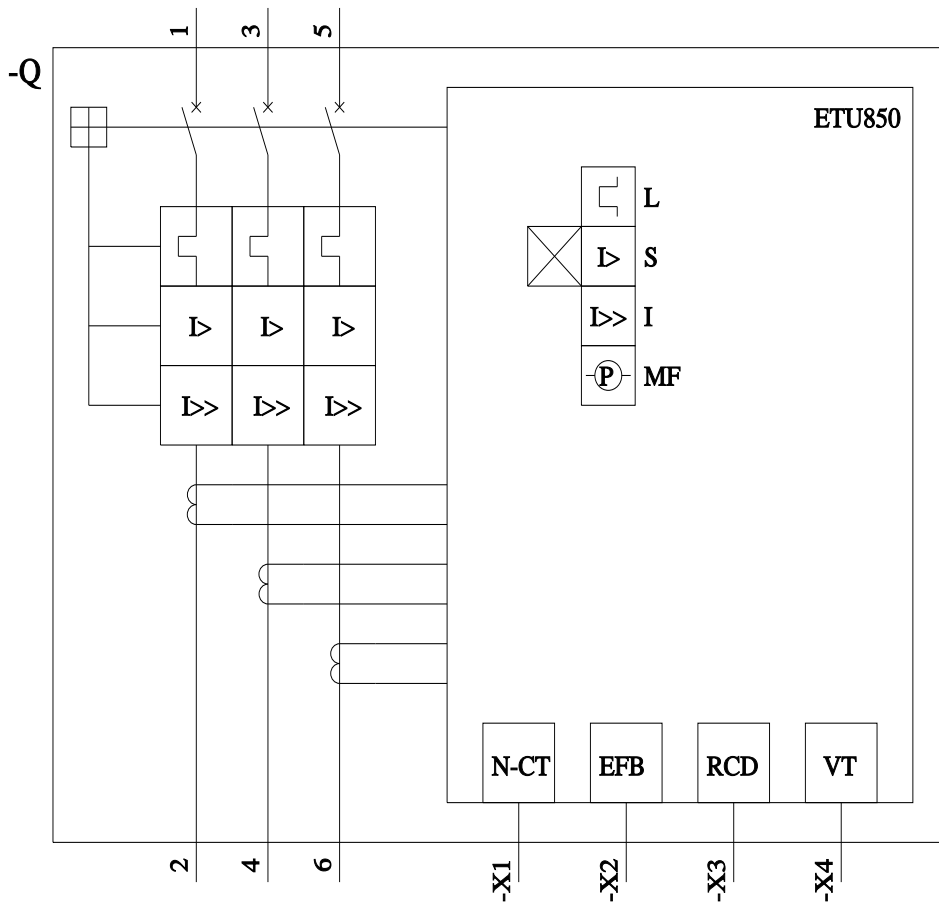 1 3 5
-Q
ETU850
L
I> S
I> I> I>
I>> I
P MF
I>> I>> I>>
N-CT EFB RCD VT
2 4 6
-X1 -X2 -X3 -X4